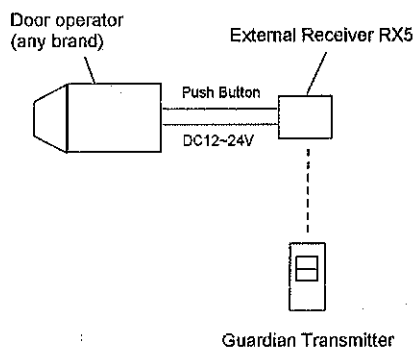 Door operator
(any brand)
External Receiver RX5
Push Button
DC12~24V
Guardian Transmitter